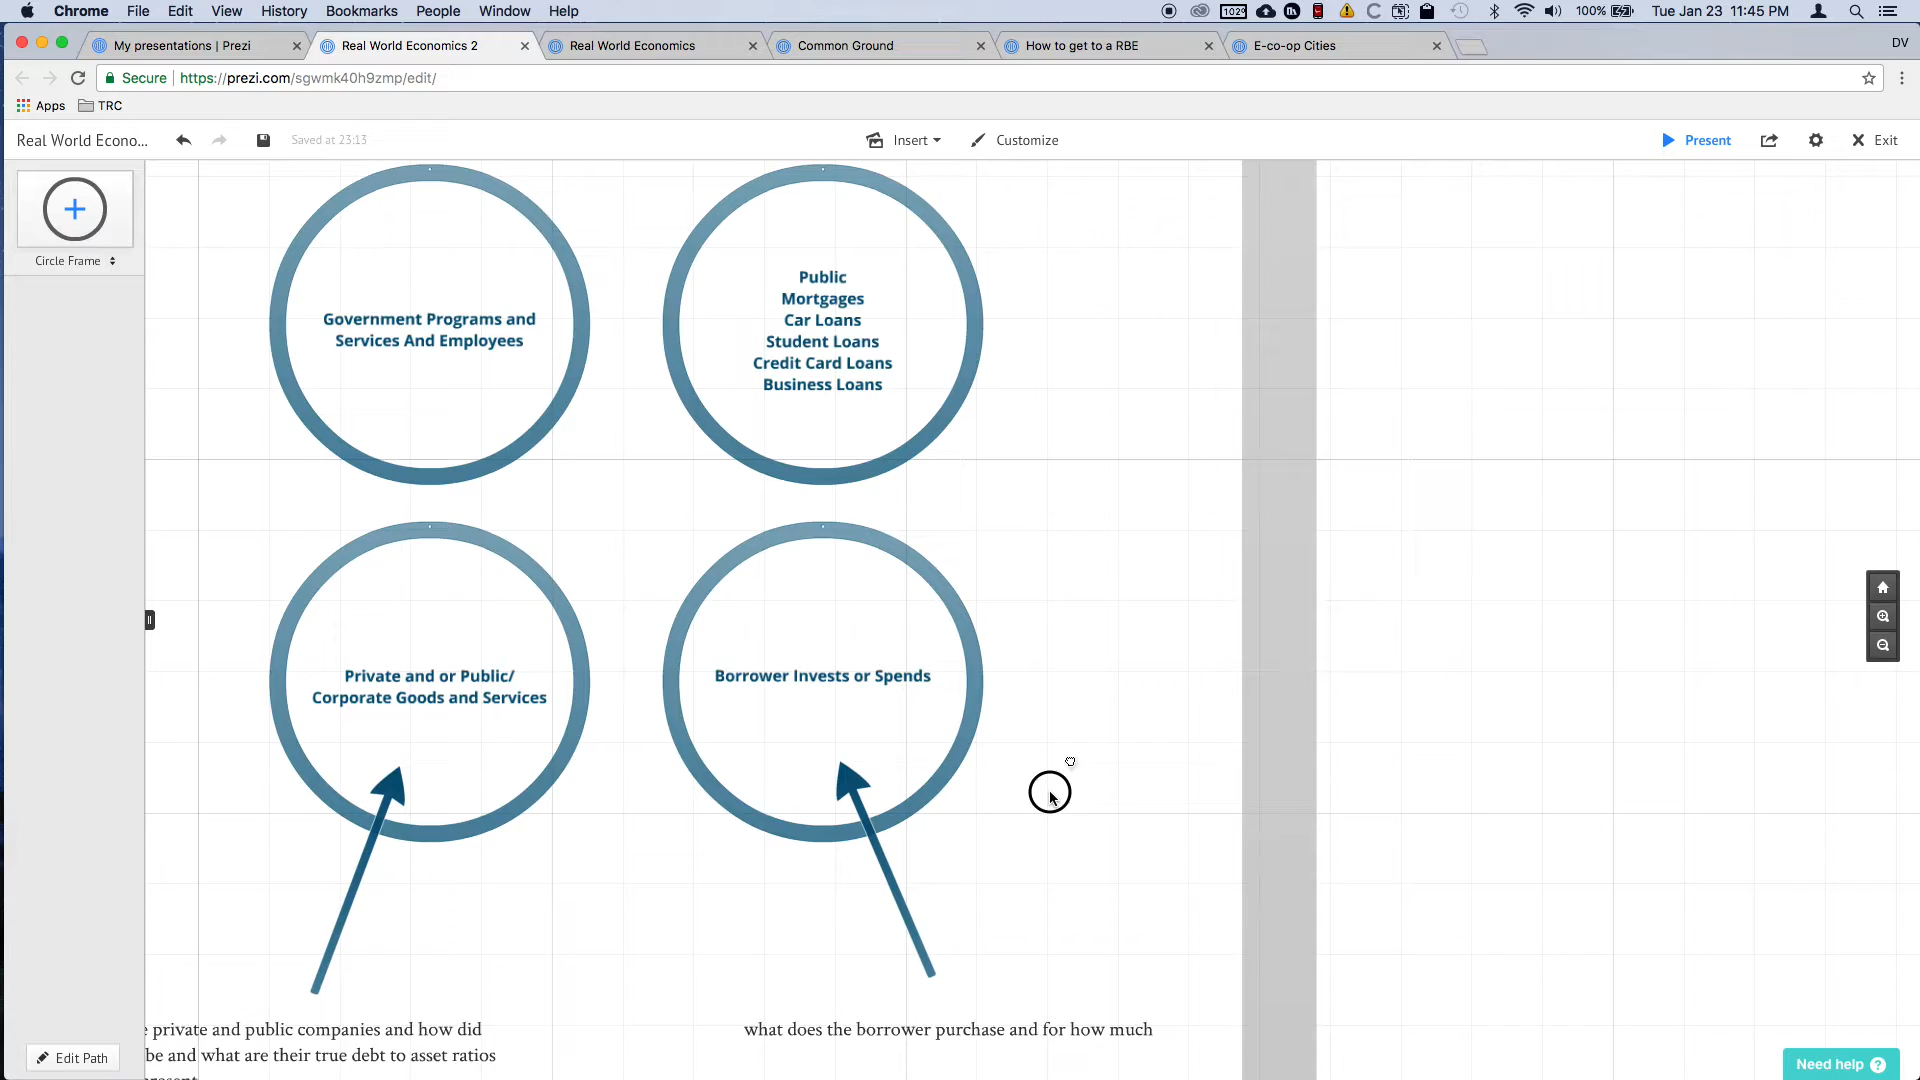 Chrome File Edit View History Bookmarks People Window Help
1029
100%
Tue Jan 23 11:45 PM
My presentations | Prezi
Real World Economics 2
Real World Economics
Common Ground
How to get to a RBE
E-co-op Cities
DV
Secure
https://prezi.com/sgwmk40h9zmp/edit/
Apps
TRC
Real World Econo...
Saved at 23:13
Insert
Customize
Present
Exit
Circle Frame
Government Programs and
Services And Employees
Public
Mortgages
Car Loans
Student Loans
Credit Card Loans
Business Loans
Private and or Public/
Corporate Goods and Services
Borrower Invests or Spends
private and public companies and how did
be and what are their true debt to asset ratios
what does the borrower purchase and for how much
Edit Path
Need help ?